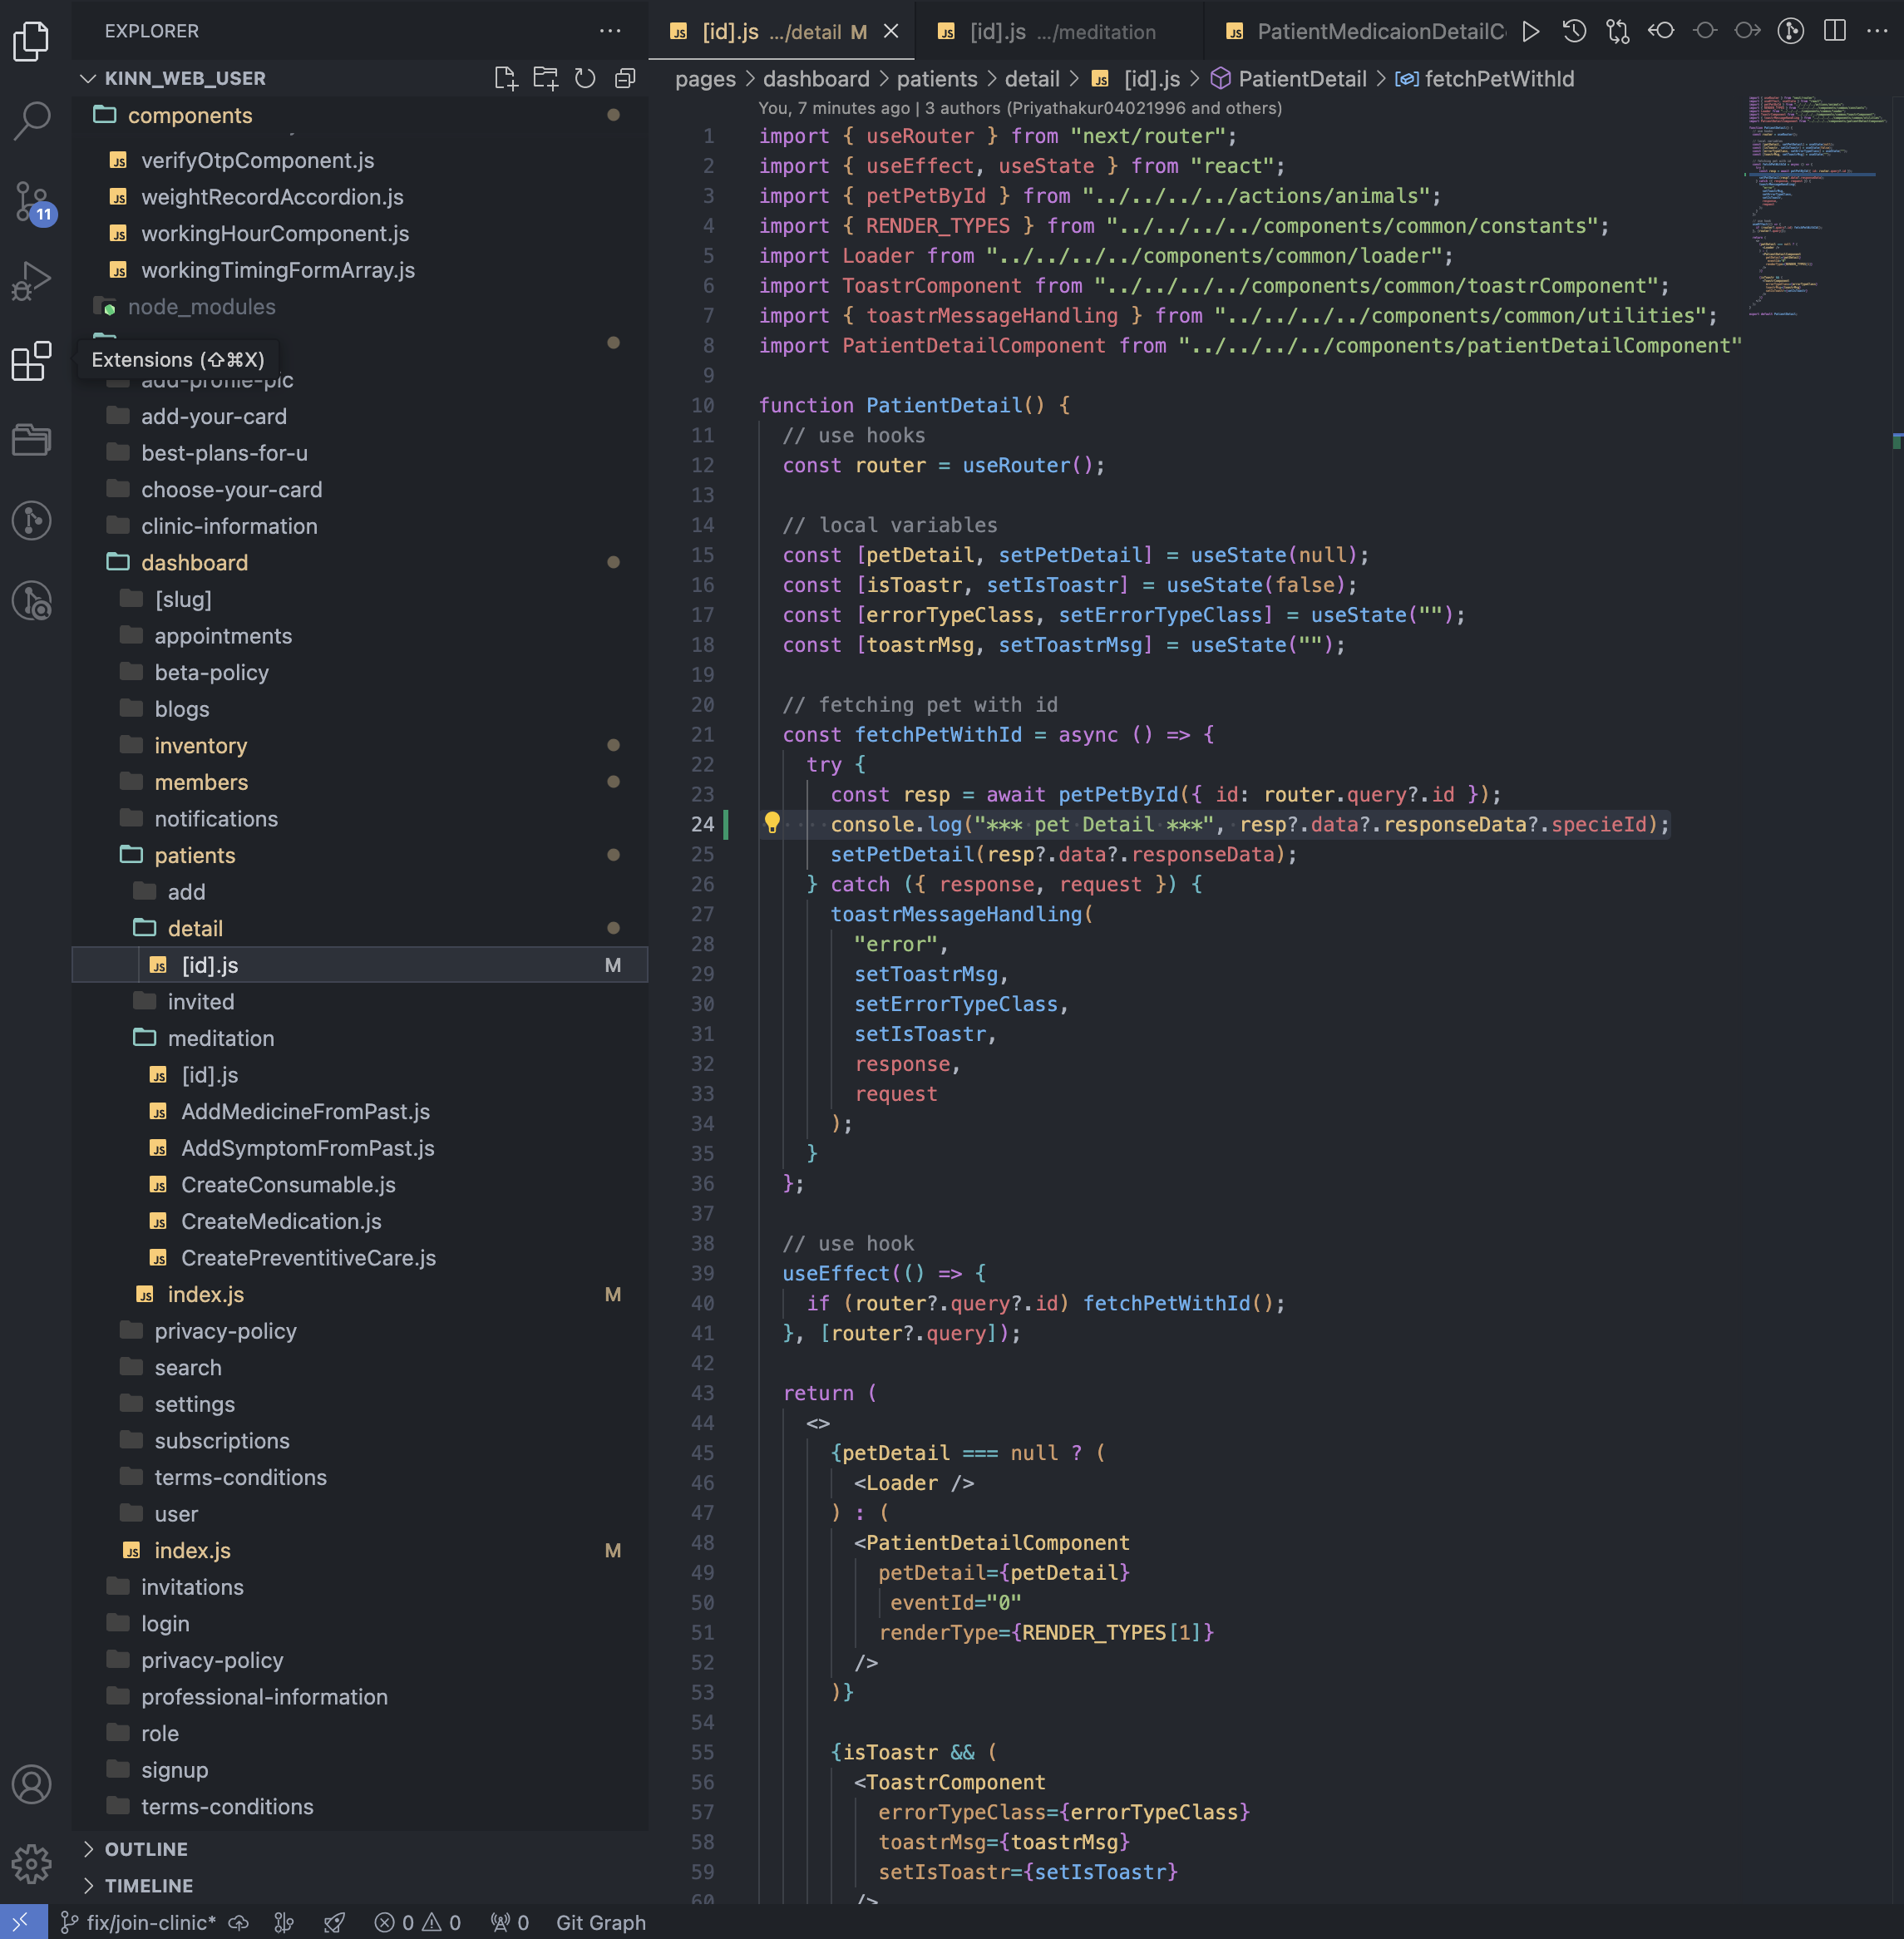 EXPLORER
KINN_WEB_USER
components
verifyOtpComponent.js
weightRecordAccordion.js
workingHourComponent.js
workingTimingFormArray.js
node_modules
Extensions (⇧⌘X)
add-profile-pic
add-your-card
best-plans-for-u
choose-your-card
clinic-information
dashboard
[slug]
appointments
beta-policy
blogs
inventory
members
notifications
patients
add
detail
[id].js M
invited
meditation
[id].js
AddMedicineFromPast.js
AddSymptomFromPast.js
CreateConsumable.js
CreateMedication.js
CreatePreventitiveCare.js
index.js M
privacy-policy
search
settings
subscriptions
terms-conditions
user
index.js M
invitations
login
privacy-policy
professional-information
role
signup
terms-conditions
OUTLINE
TIMELINE
11
[id].js .../detail M
[id].js .../meditation
PatientMedicaionDetailC
pages > dashboard > patients > detail > JS [id].js > PatientDetail > fetchPetWithId
You, 7 minutes ago | 3 authors (Priyathakur04021996 and others)
1 import { useRouter } from "next/router";
2 import { useEffect, useState } from "react";
3 import { petPetById } from "../../../../actions/animals";
4 import { RENDER_TYPES } from "../../../../components/common/constants";
5 import Loader from "../../../../components/common/loader";
6 import ToastrComponent from "../../../../components/common/toastrComponent";
7 import { toastrMessageHandling } from "../../../../components/common/utilities";
8 import PatientDetailComponent from "../../../../components/patientDetailComponent"
9
10 function PatientDetail() {
11 // use hooks
12 const router = useRouter();
13
14 // local variables
15 const [petDetail, setPetDetail] = useState(null);
16 const [isToastr, setIsToastr] = useState(false);
17 const [errorTypeClass, setErrorTypeClass] = useState("");
18 const [toastrMsg, setToastrMsg] = useState("");
19
20 // fetching pet with id
21 const fetchPetWithId = async () => {
22 try {
23 const resp = await petPetById({ id: router.query?.id });
24 console.log("*** pet Detail ***", resp?.data?.responseData?.specieId);
25 setPetDetail(resp?.data?.responseData);
26 } catch ({ response, request }) {
27 toastrMessageHandling(
28 "error",
29 setToastrMsg,
30 setErrorTypeClass,
31 setIsToastr,
32 response,
33 request
34 );
35 }
36 };
37
38 // use hook
39 useEffect(() => {
40 if (router?.query?.id) fetchPetWithId();
41 }, [router?.query]);
42
43 return (
44 <>
45 {petDetail === null ? (
46 <Loader />
47 ) : (
48 <PatientDetailComponent
49 petDetail={petDetail}
50 eventId="0"
51 renderType={RENDER_TYPES[1]}
52 />
53 )}
54
55 {isToastr && (
56 <ToastrComponent
57 errorTypeClass={errorTypeClass}
58 toastrMsg={toastrMsg}
59 setIsToastr={setIsToastr}
60 />
fix/join-clinic* 0 0 0 Git Graph